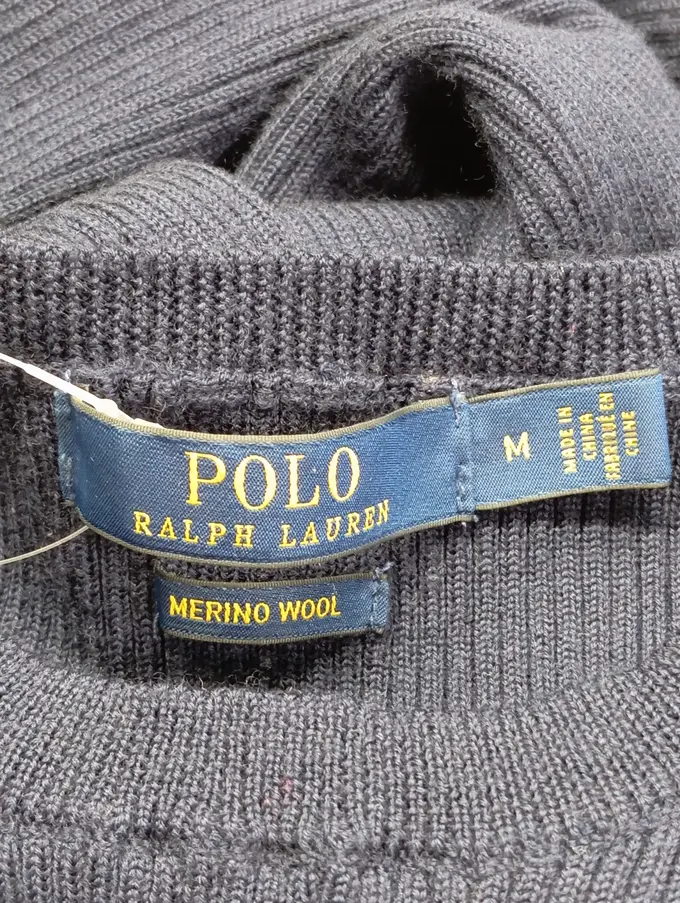 POLO
RALPH LAUREN
M
MADE IN
CHINA
FABRIQUÉ EN
CHINE
MERINO WOOL